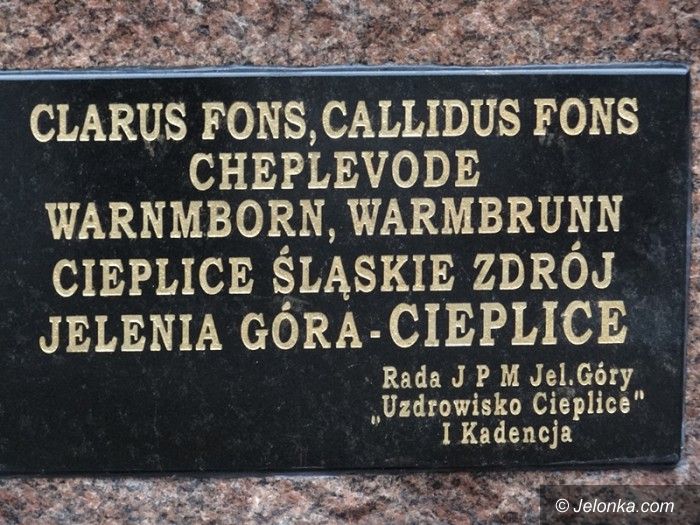 CLARUS FONS, CALLIDUS FONS
CHEPLEVODE
WARNMBORN, WARMBRUNN
CIEPLICE ŚLĄSKIE ZDRÓJ
JELENIA GÓRA - CIEPLICE
Rada J P M Jel.Góry
„Uzdrowisko Cieplice"
I Kadencja
© Jelonka.com